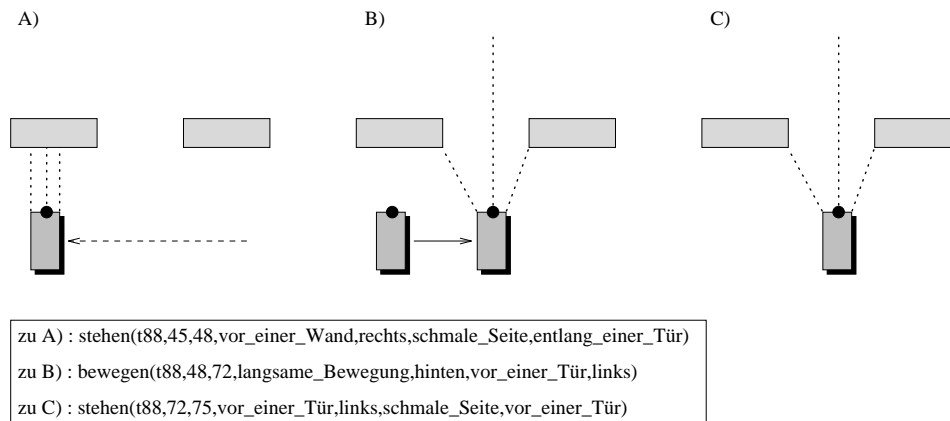 A)
B)
C)
zu A) : stehen(t88,45,48,vor_einer_Wand,rechts,schmale_Seite,entlang_einer_Tür)
zu B) : bewegen(t88,48,72,langsame_Bewegung,hinten,vor_einer_Tür,links)
zu C) : stehen(t88,72,75,vor_einer_Tür,links,schmale_Seite,vor_einer_Tür)